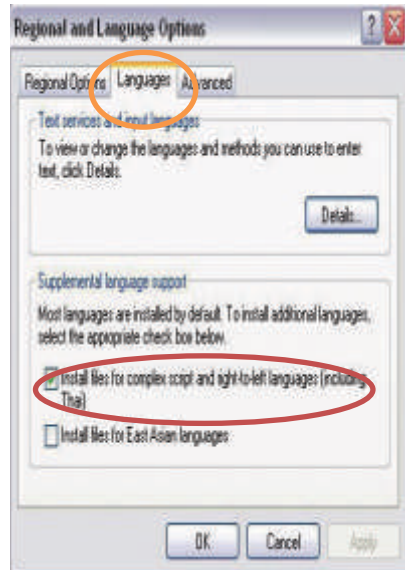 Regional and Language Options
Regional Options Languages Advanced
Text services and input languages
To view or change the languages and methods you can use to enter
text, click Details.
Details...
Supplemental language support
Most languages are installed by default. To install additional languages,
select the appropriate check box below.
Install files for complex script and right-to-left languages (including
Thai)
Install files for East Asian languages
OK Cancel Apply